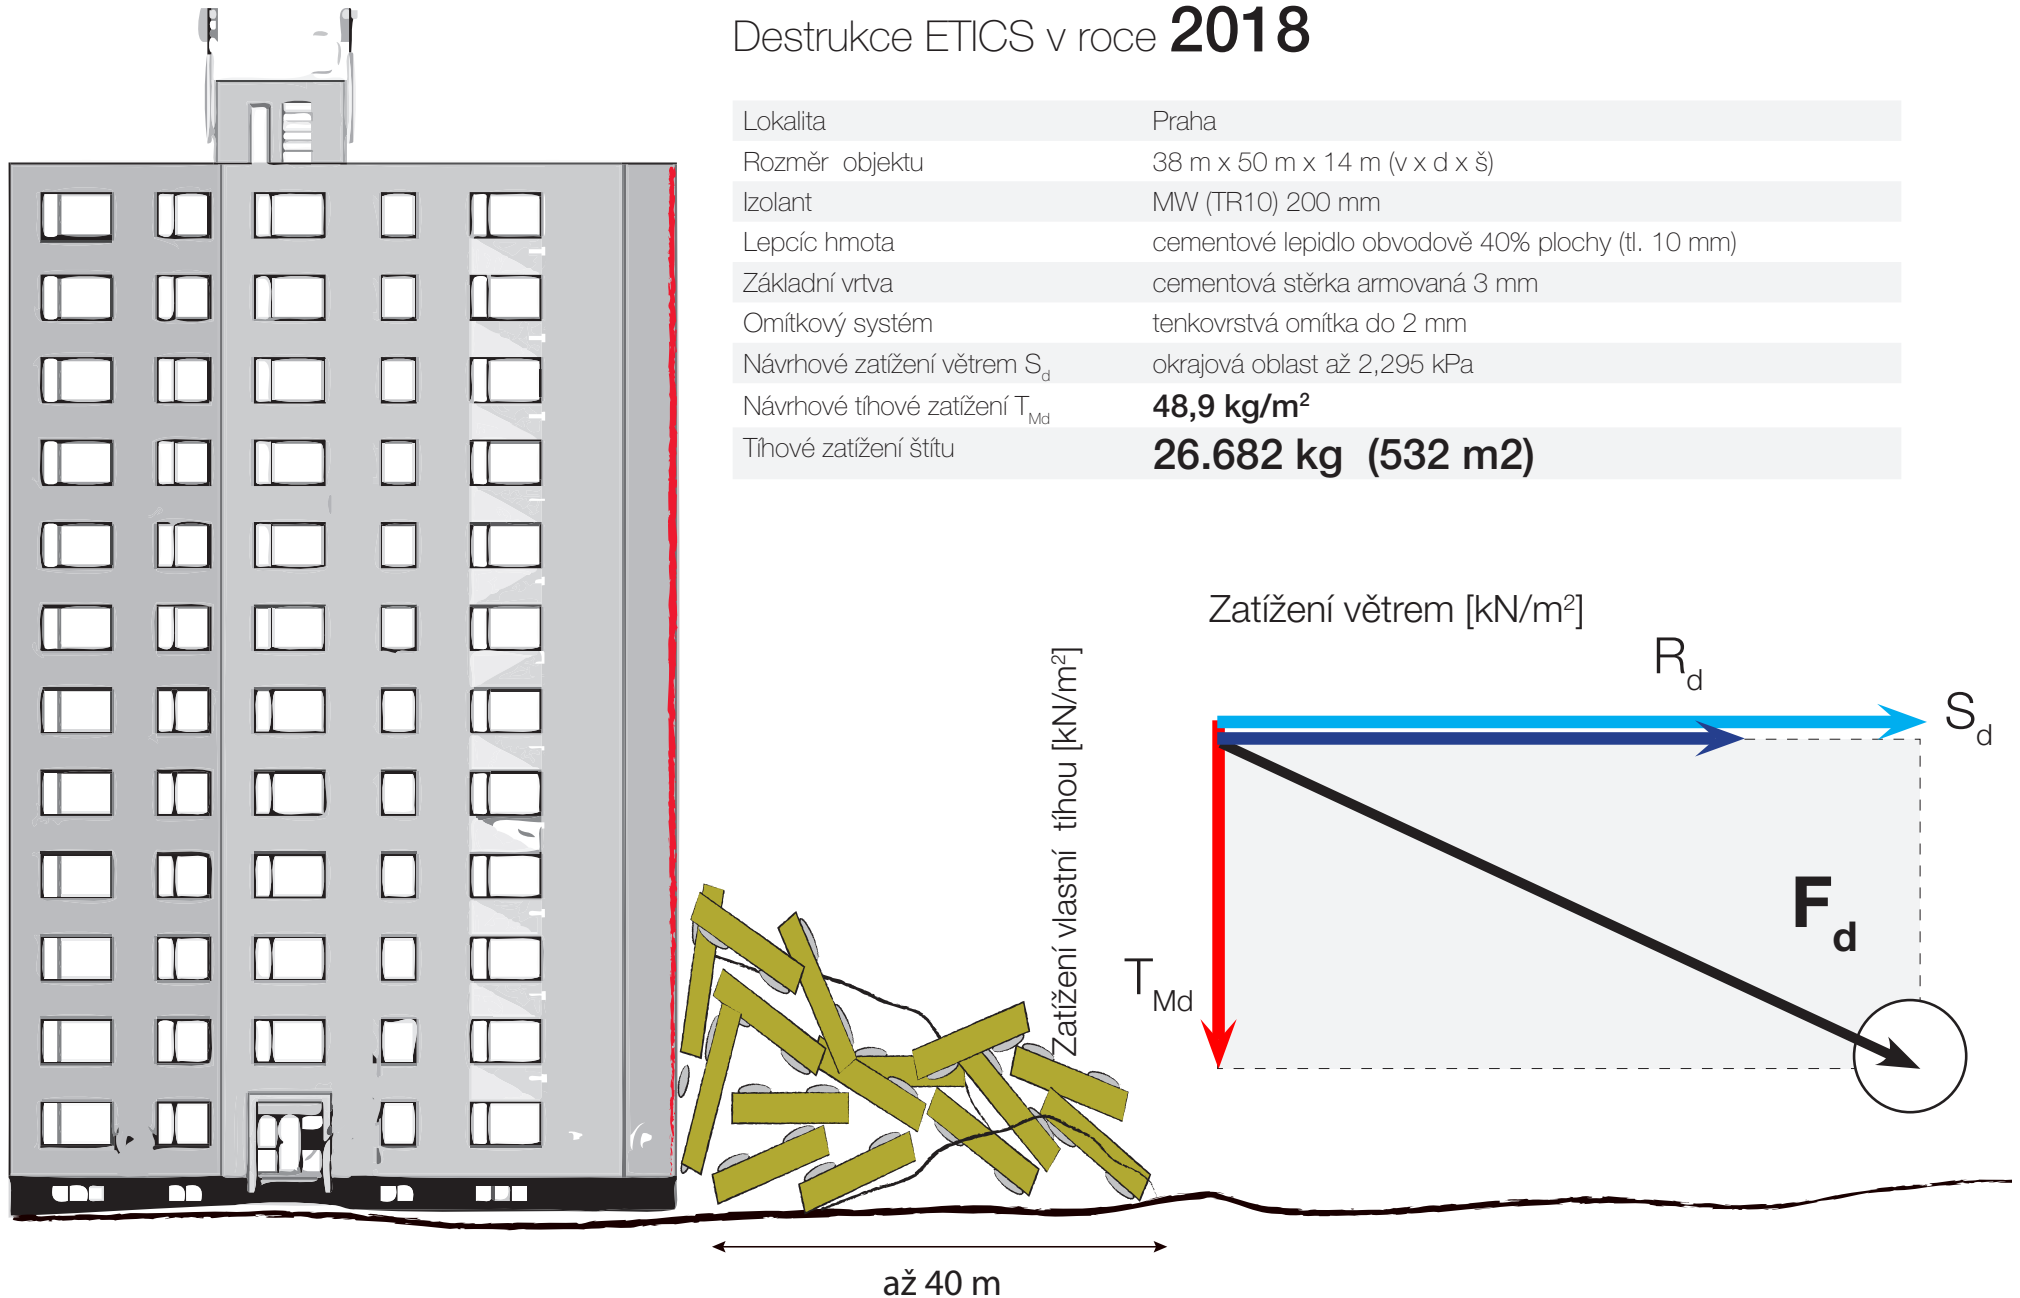 Destrukce ETICS v roce 2018
Lokalita Praha
Rozměr objektu 38 m x 50 m x 14 m (v x d x š)
Izolant MW (TR10) 200 mm
Lepcíc hmota cementové lepidlo obvodově 40% plochy (tl. 10 mm)
Základní vrtva cementová stěrka armovaná 3 mm
Omítkový systém tenkovrstvá omítka do 2 mm
Návrhové zatížení větrem Sd okrajová oblast až 2,295 kPa
Návrhové tíhové zatížení TMd 48,9 kg/m²
Tíhové zatížení štítu 26.682 kg (532 m2)
Zatížení větrem [kN/m²]
Rd
Sd
Zatížení vlastní tíhou [kN/m²]
Fd
TMd
až 40 m